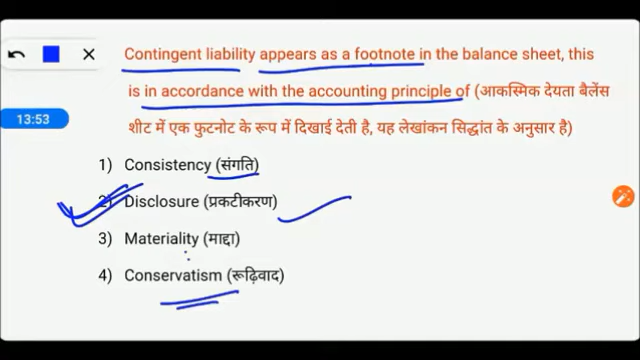 Contingent liability appears as a footnote in the balance sheet, this
is in accordance with the accounting principle of (आकस्मिक देयता बैलेंस
शीट में एक फुटनोट के रूप में दिखाई देती है, यह लेखांकन सिद्धांत के अनुसार है)
13:53
1) Consistency (संगति)
2) Disclosure (प्रकटीकरण)
3) Materiality (माद्दा)
4) Conservatism (रूढ़िवाद)